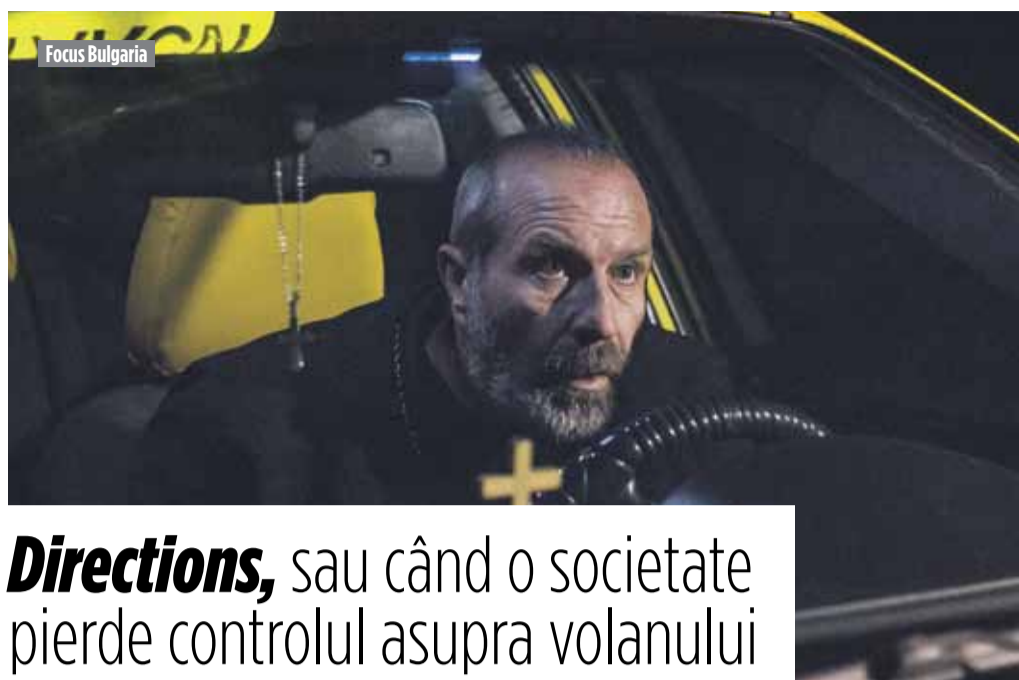 Focus Bulgaria
Directions, sau când o societate
pierde controlul asupra volanului